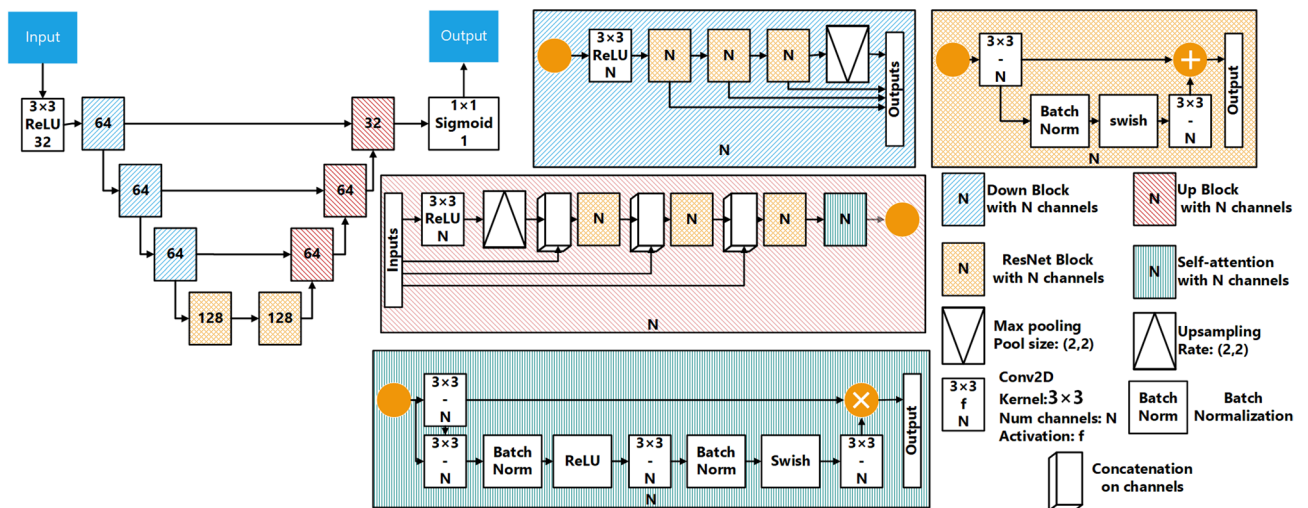 Input
Output
3×3
ReLU
32
64
32
1×1
Sigmoid
1
64
64
64
64
128
128
3×3
ReLU
N
N
N
N
Outputs
N
3×3
-
N
Batch
Norm
swish
3×3
-
N
Output
N
Inputs
3×3
ReLU
N
N
N
N
N
N
3×3
-
N
3×3
-
N
Batch
Norm
ReLU
3×3
-
N
Batch
Norm
Swish
3×3
-
N
Output
N
N
Down Block
with N channels
N
Up Block
with N channels
N
ResNet Block
with N channels
N
Self-attention
with N channels
Max pooling
Pool size: (2,2)
Upsampling
Rate: (2,2)
3×3
f
N
Conv2D
Kernel:3×3
Num channels: N
Activation: f
Batch
Norm
Batch
Normalization
Concatenation
on channels